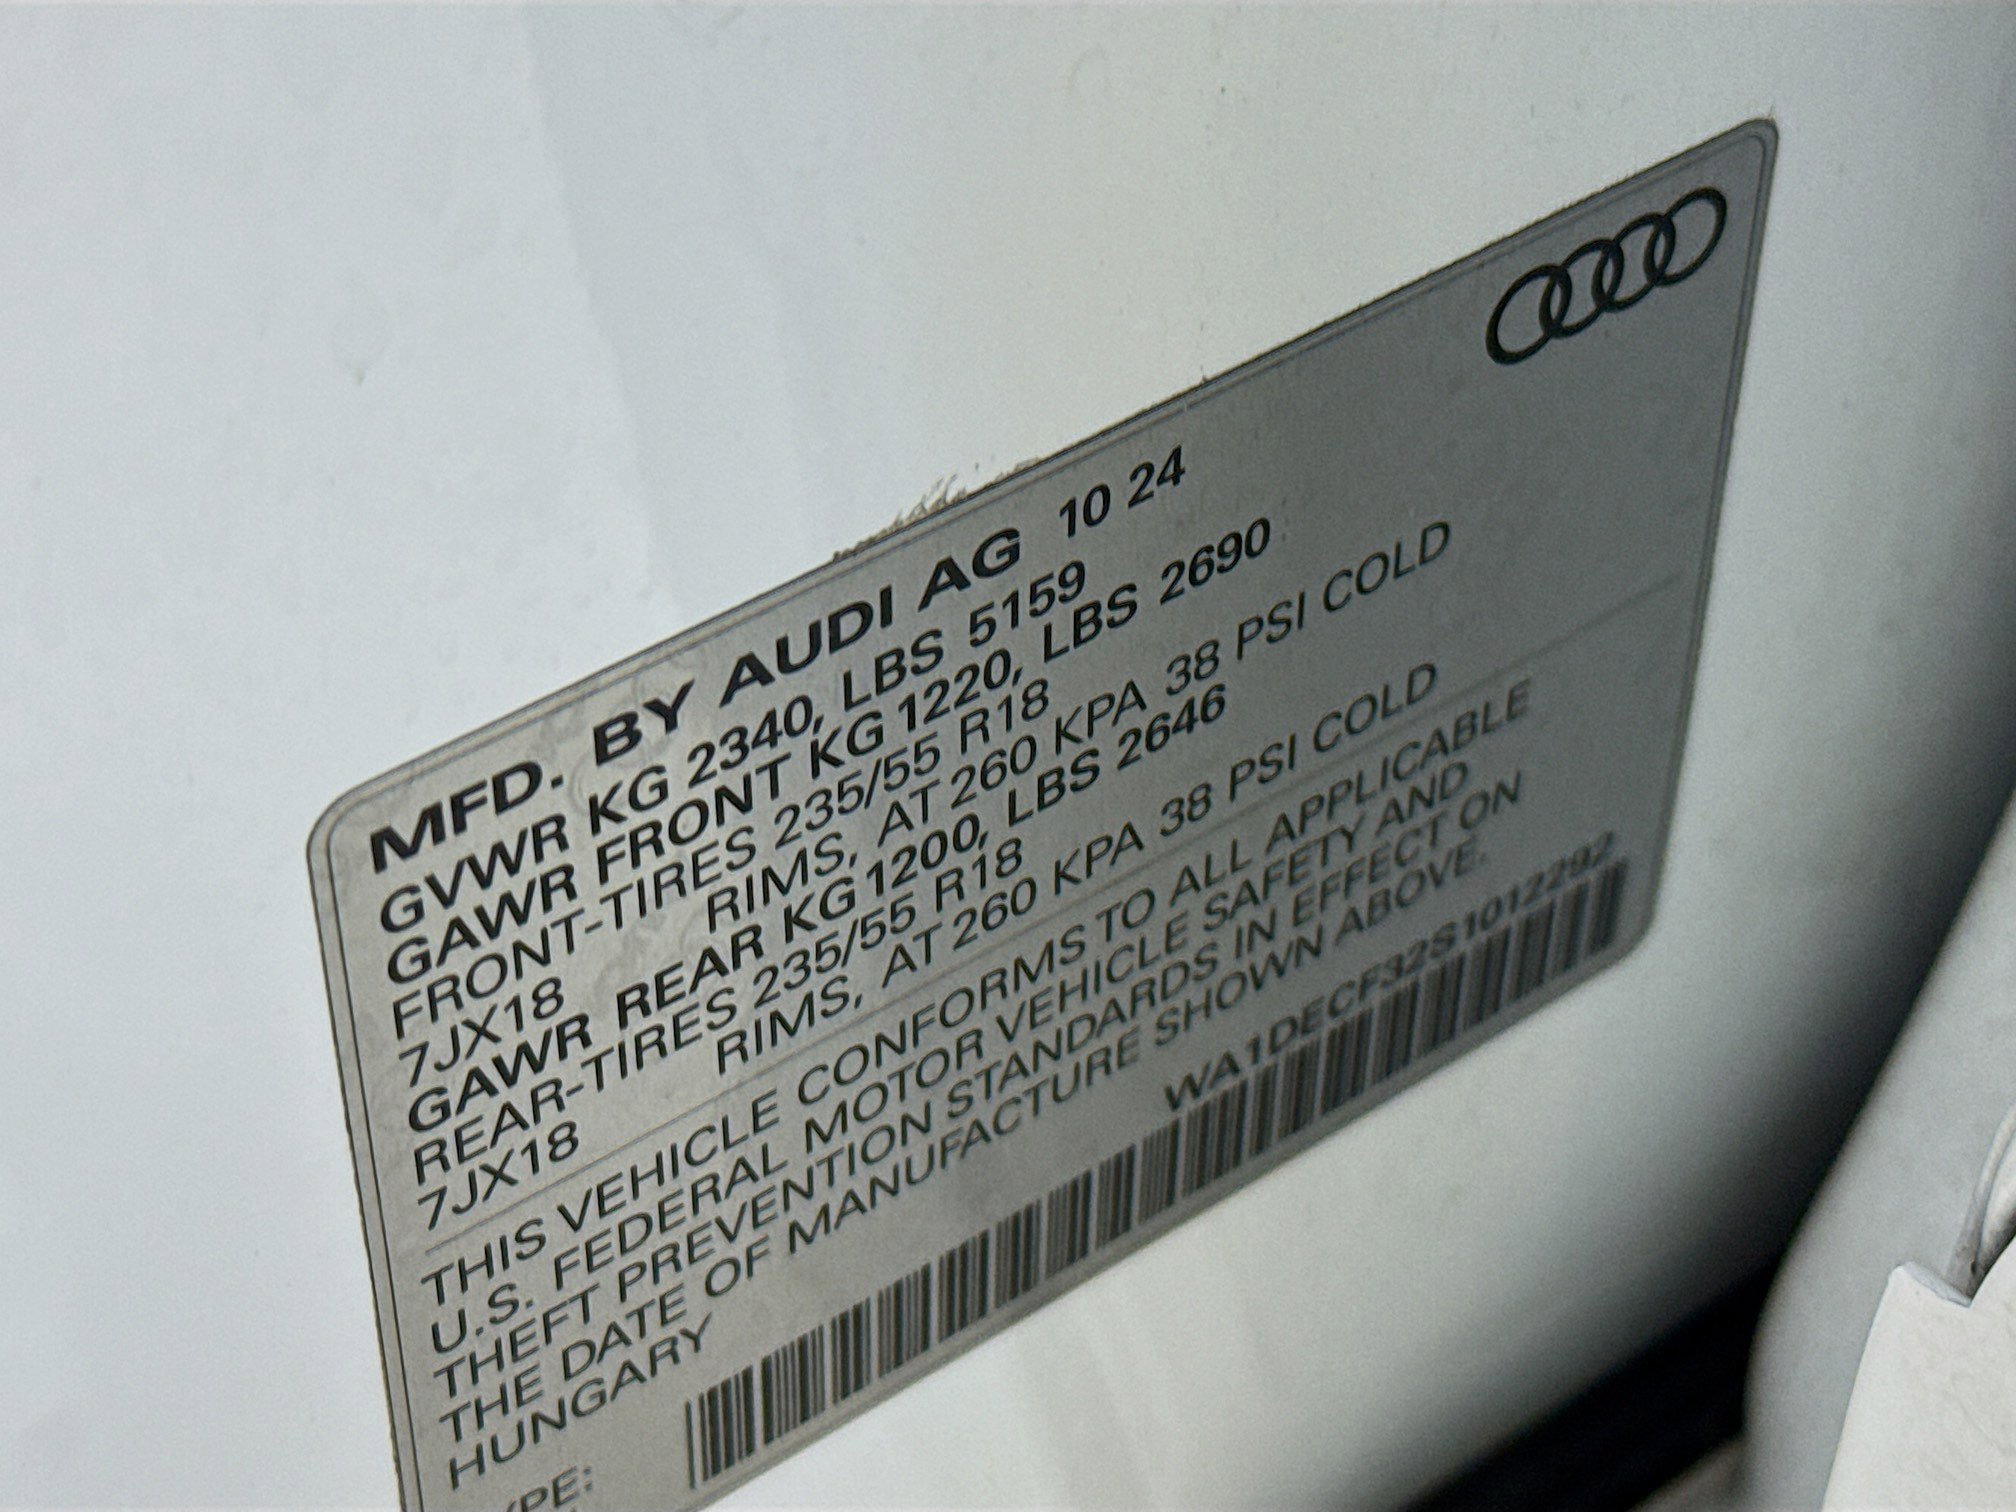 MFD. BY AUDI AG 10 24
GVWR KG 2340, LBS 5159
GAWR FRONT KG 1220, LBS 2690
FRONT-TIRES 235/55 R18
7JX18 RIMS, AT 260 KPA 38 PSI COLD
GAWR REAR KG 1200, LBS 2646
REAR-TIRES 235/55 R18
7JX18 RIMS, AT 260 KPA 38 PSI COLD
THIS VEHICLE CONFORMS TO ALL APPLICABLE
U.S. FEDERAL MOTOR VEHICLE SAFETY AND
THEFT PREVENTION STANDARDS IN EFFECT ON
THE DATE OF MANUFACTURE SHOWN ABOVE.
HUNGARY WA1DECF32S1012292